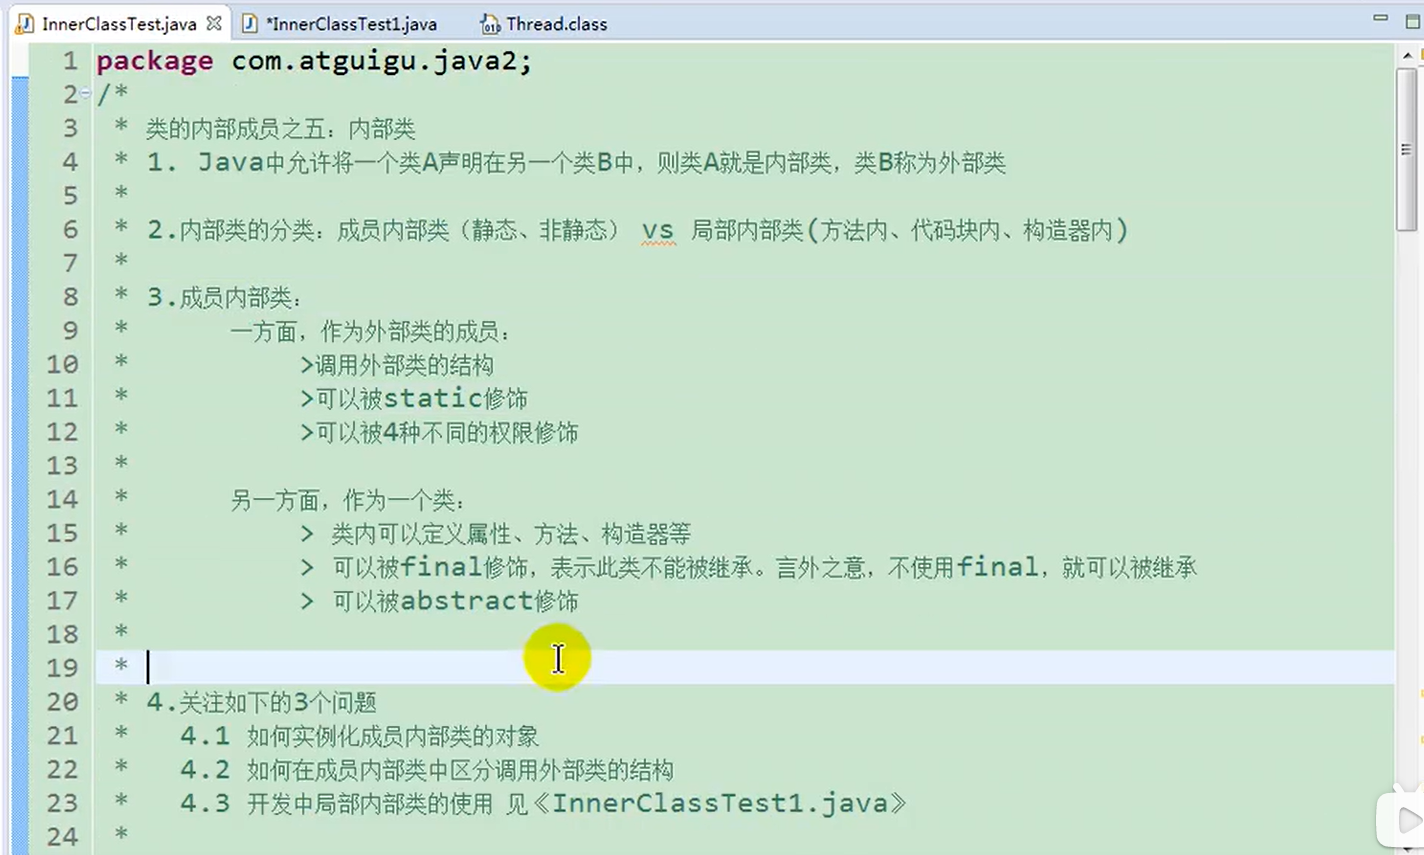 InnerClassTest.java *InnerClassTest1.java Thread.class
1 package com.atguigu.java2;
2 /*
3 * 类的内部成员之五：内部类
4 * 1. Java中允许将一个类A声明在另一个类B中，则类A就是内部类，类B称为外部类
5 *
6 * 2.内部类的分类：成员内部类（静态、非静态） vs 局部内部类(方法内、代码块内、构造器内)
7 *
8 * 3.成员内部类：
9 * 一方面，作为外部类的成员：
10 * >调用外部类的结构
11 * >可以被static修饰
12 * >可以被4种不同的权限修饰
13 *
14 * 另一方面，作为一个类：
15 * > 类内可以定义属性、方法、构造器等
16 * > 可以被final修饰，表示此类不能被继承。言外之意，不使用final，就可以被继承
17 * > 可以被abstract修饰
18 *
19 *
20 * 4.关注如下的3个问题
21 * 4.1 如何实例化成员内部类的对象
22 * 4.2 如何在成员内部类中区分调用外部类的结构
23 * 4.3 开发中局部内部类的使用 见《InnerClassTest1.java》
24 *